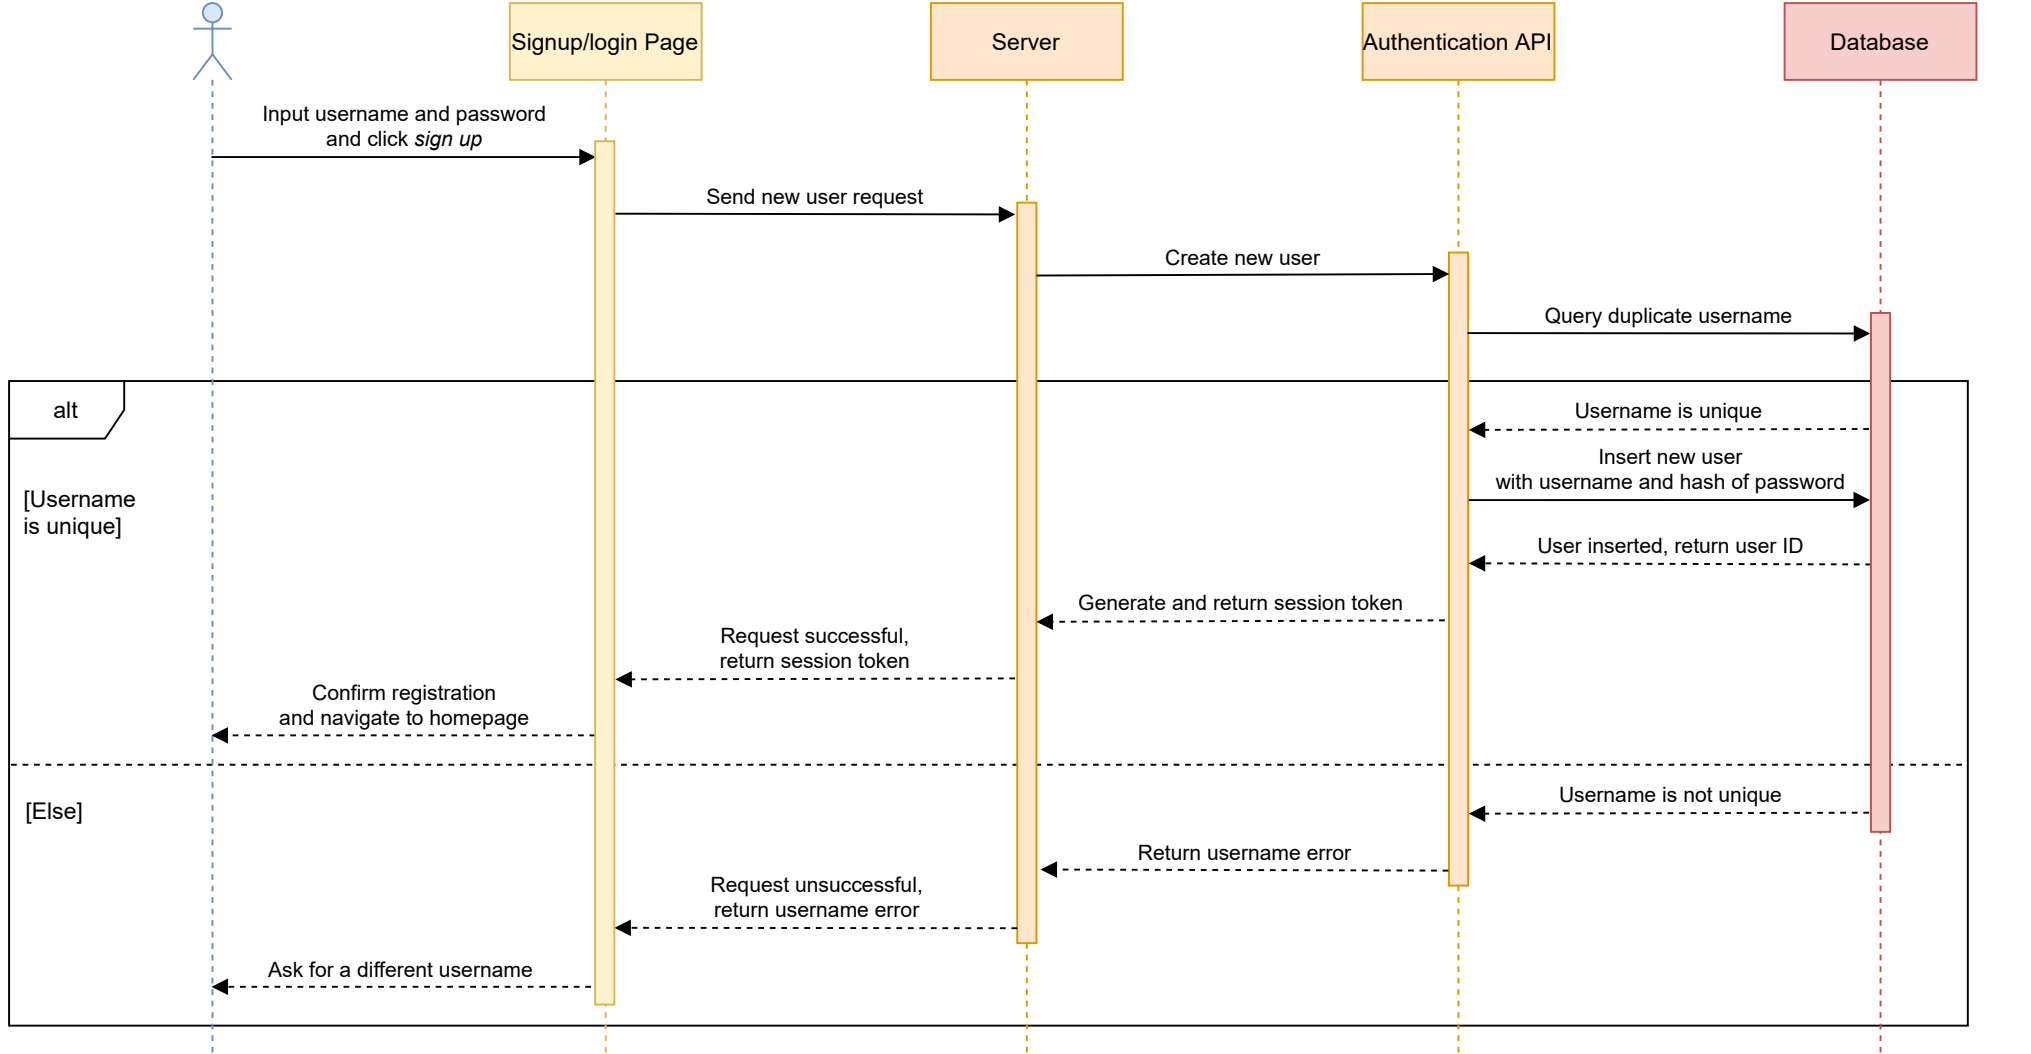 Signup/login Page
Server
Authentication API
Database
Input username and password
and click sign up
Send new user request
Create new user
Query duplicate username
alt
[Username
is unique]
Username is unique
Insert new user
with username and hash of password
User inserted, return user ID
Generate and return session token
Request successful,
return session token
Confirm registration
and navigate to homepage
[Else]
Username is not unique
Return username error
Request unsuccessful,
return username error
Ask for a different username